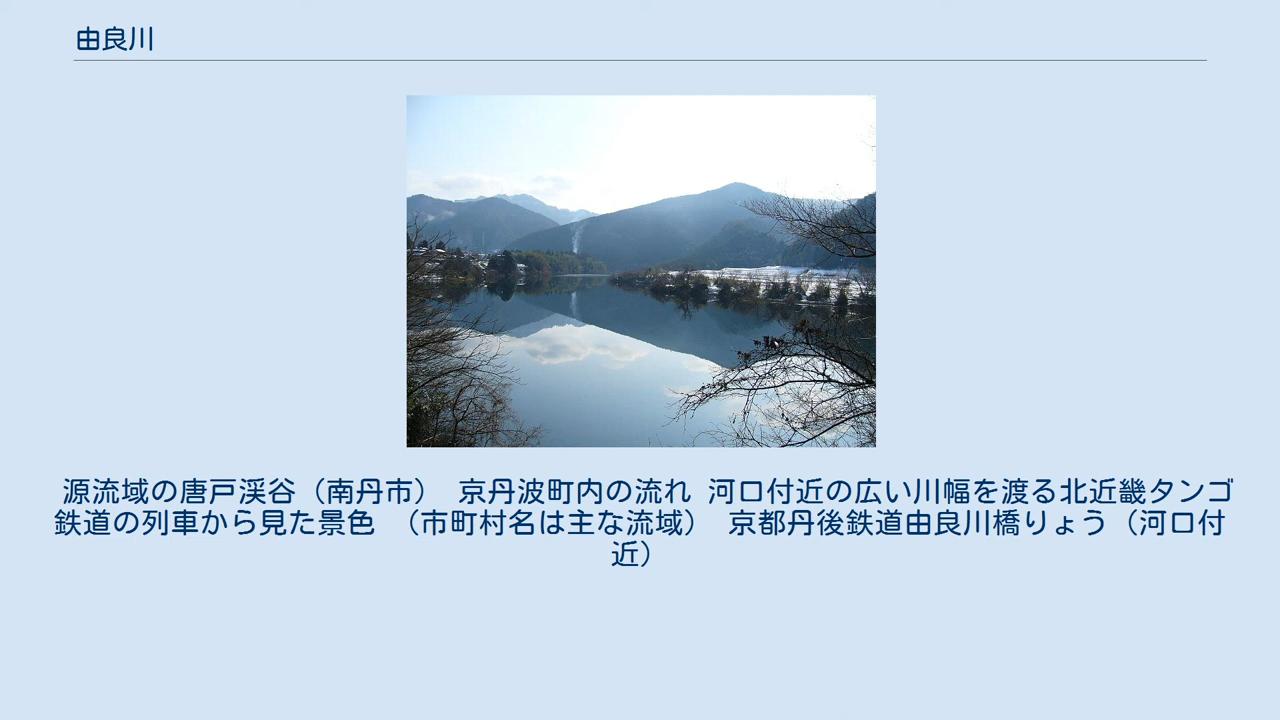 由良川
源流域の唐戸渓谷（南丹市） 京丹波町内の流れ 河口付近の広い川幅を渡る北近畿タンゴ
鉄道の列車から見た景色 （市町村名は主な流域） 京都丹後鉄道由良川橋りょう（河口付
近）